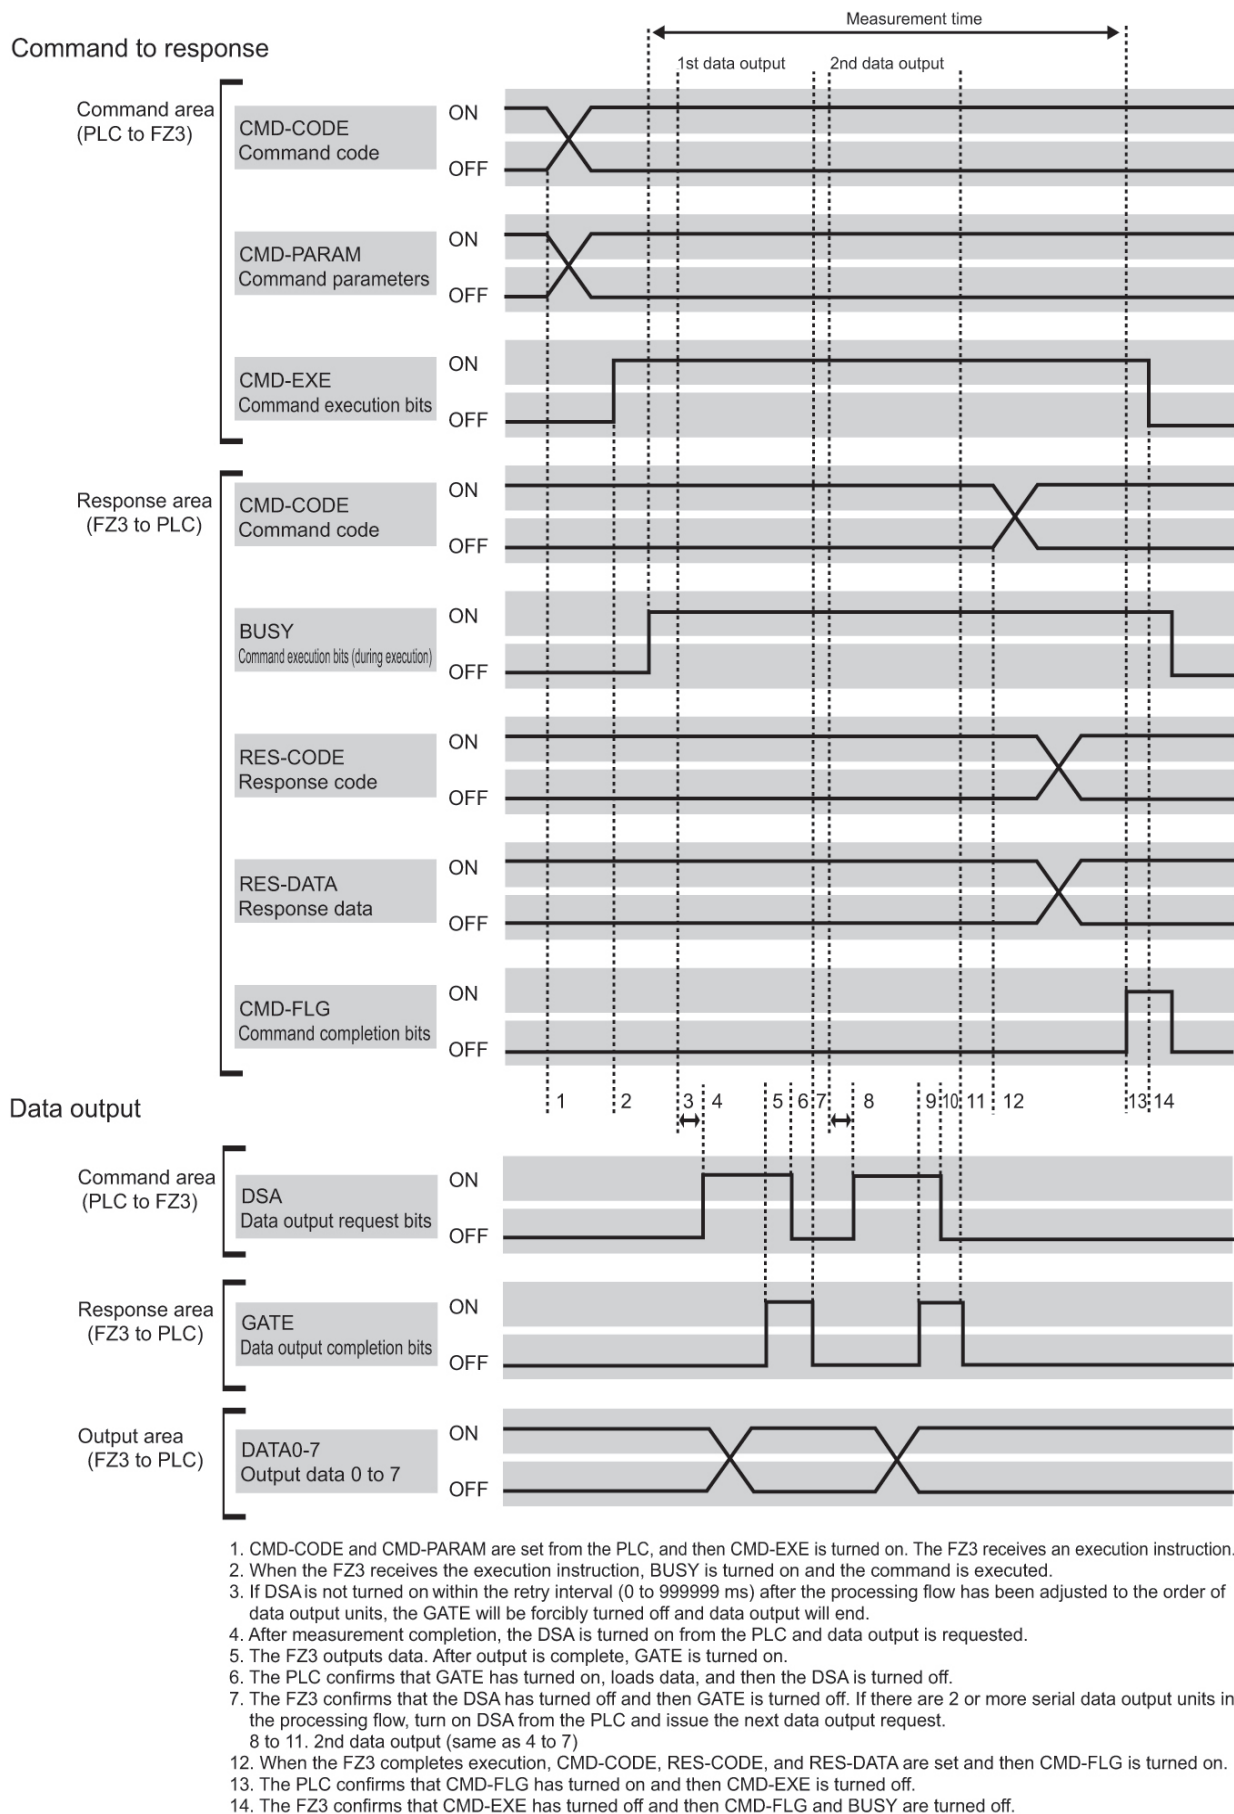 Measurement time
Command to response
1st data output
2nd data output
Command area
(PLC to FZ3)
CMD-CODE
Command code
ON
OFF
CMD-PARAM
Command parameters
ON
OFF
CMD-EXE
Command execution bits
ON
OFF
Response area
(FZ3 to PLC)
CMD-CODE
Command code
ON
OFF
BUSY
Command execution bits (during execution)
ON
OFF
RES-CODE
Response code
ON
OFF
RES-DATA
Response data
ON
OFF
CMD-FLG
Command completion bits
ON
OFF
1 2 3 4 5 6 7 8 9 10 11 12 13 14
Data output
Command area
(PLC to FZ3)
DSA
Data output request bits
ON
OFF
Response area
(FZ3 to PLC)
GATE
Data output completion bits
ON
OFF
Output area
(FZ3 to PLC)
DATA0-7
Output data 0 to 7
ON
OFF
1. CMD-CODE and CMD-PARAM are set from the PLC, and then CMD-EXE is turned on. The FZ3 receives an execution instruction.
2. When the FZ3 receives the execution instruction, BUSY is turned on and the command is executed.
3. If DSA is not turned on within the retry interval (0 to 999999 ms) after the processing flow has been adjusted to the order of
data output units, the GATE will be forcibly turned off and data output will end.
4. After measurement completion, the DSA is turned on from the PLC and data output is requested.
5. The FZ3 outputs data. After output is complete, GATE is turned on.
6. The PLC confirms that GATE has turned on, loads data, and then the DSA is turned off.
7. The FZ3 confirms that the DSA has turned off and then GATE is turned off. If there are 2 or more serial data output units in
the processing flow, turn on DSA from the PLC and issue the next data output request.
8 to 11. 2nd data output (same as 4 to 7)
12. When the FZ3 completes execution, CMD-CODE, RES-CODE, and RES-DATA are set and then CMD-FLG is turned on.
13. The PLC confirms that CMD-FLG has turned on and then CMD-EXE is turned off.
14. The FZ3 confirms that CMD-EXE has turned off and then CMD-FLG and BUSY are turned off.